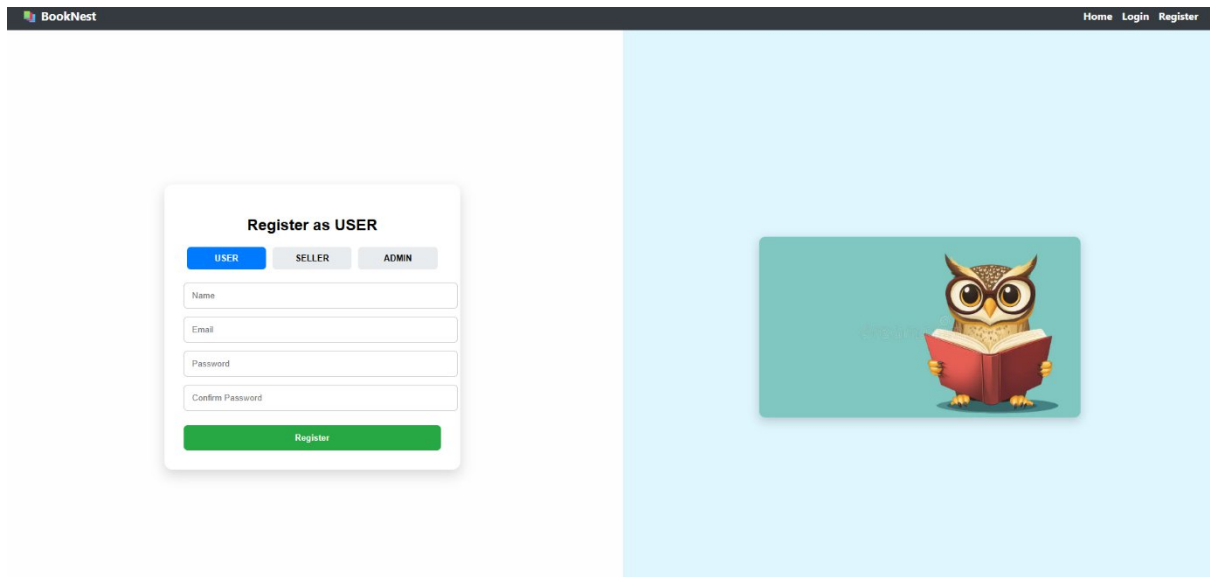 BookNest
Home Login Register
Register as USER
USER SELLER ADMIN
Name
Email
Password
Confirm Password
Register